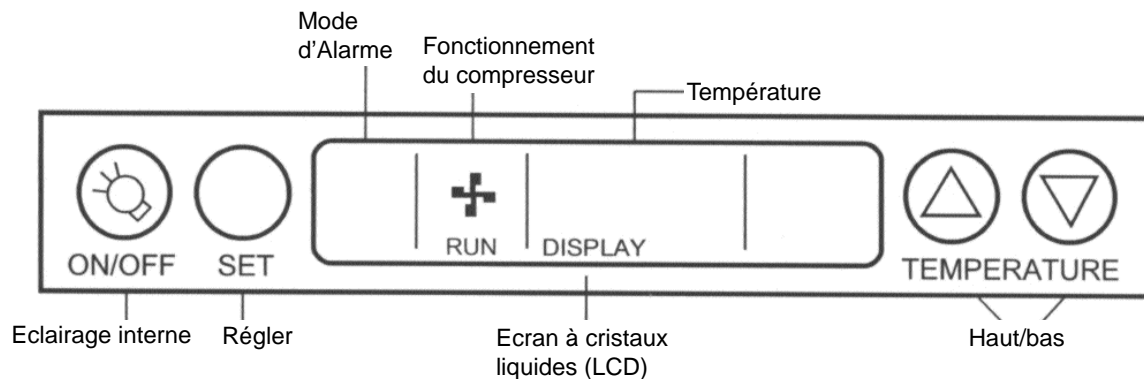 Mode
d'Alarme
Fonctionnement
du compresseur
Température
RUN
DISPLAY
ON/OFF
SET
TEMPERATURE
Eclairage interne
Régler
Ecran à cristaux
liquides (LCD)
Haut/bas